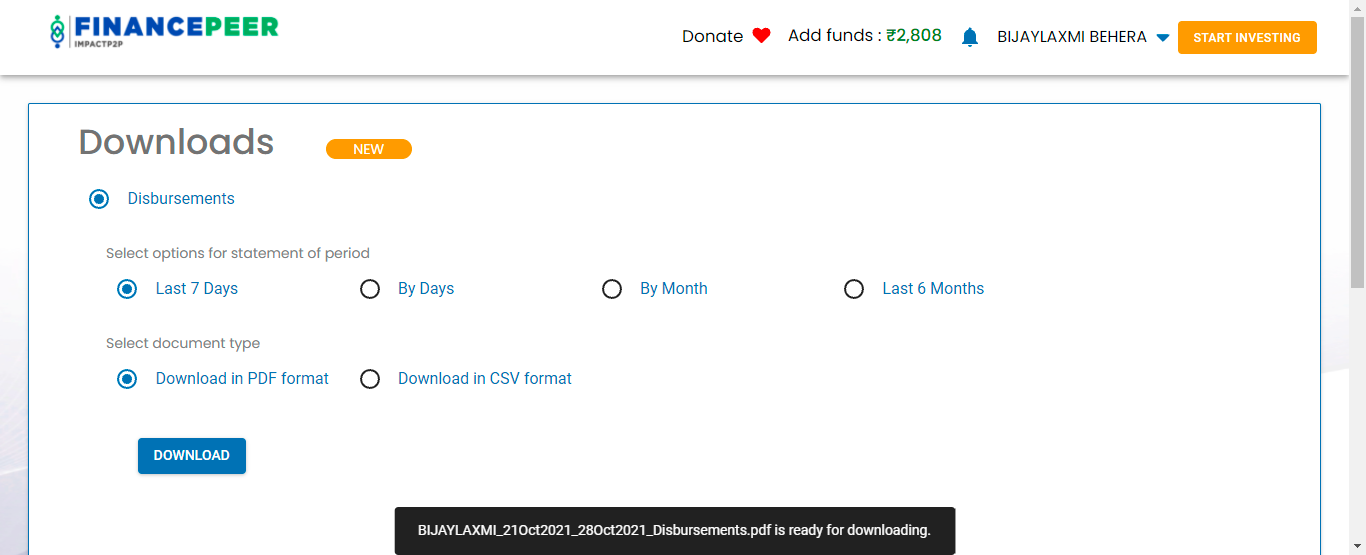 FINANCEPEER
IMPACTP2P
Donate Add funds : ₹2,808 BIJAYLAXMI BEHERA START INVESTING
Downloads NEW
Disbursements
Select options for statement of period
Last 7 Days By Days By Month Last 6 Months
Select document type
Download in PDF format Download in CSV format
DOWNLOAD
BIJAYLAXMI_21Oct2021_28Oct2021_Disbursements.pdf is ready for downloading.